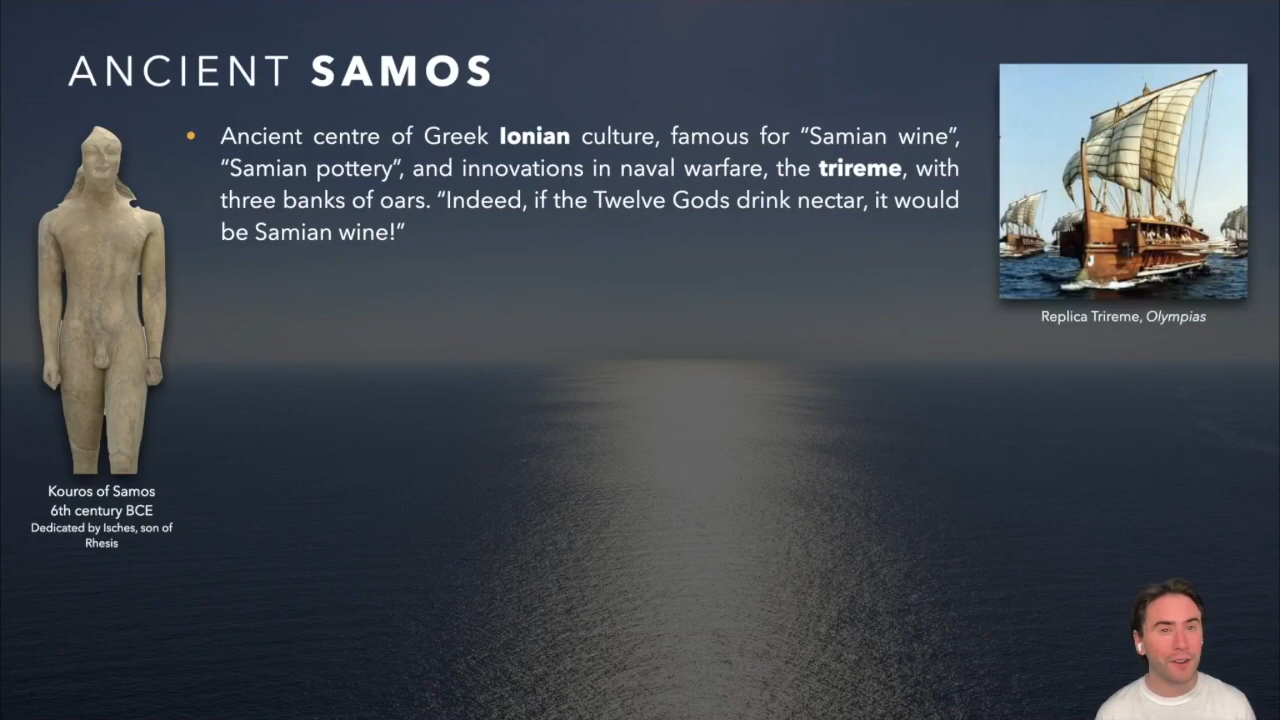 ANCIENT SAMOS
• Ancient centre of Greek Ionian culture, famous for “Samian wine”,
“Samian pottery”, and innovations in naval warfare, the trireme, with
three banks of oars. “Indeed, if the Twelve Gods drink nectar, it would
be Samian wine!”
Replica Trireme, Olympias
Kouros of Samos
6th century BCE
Dedicated by Isches, son of
Rhesis